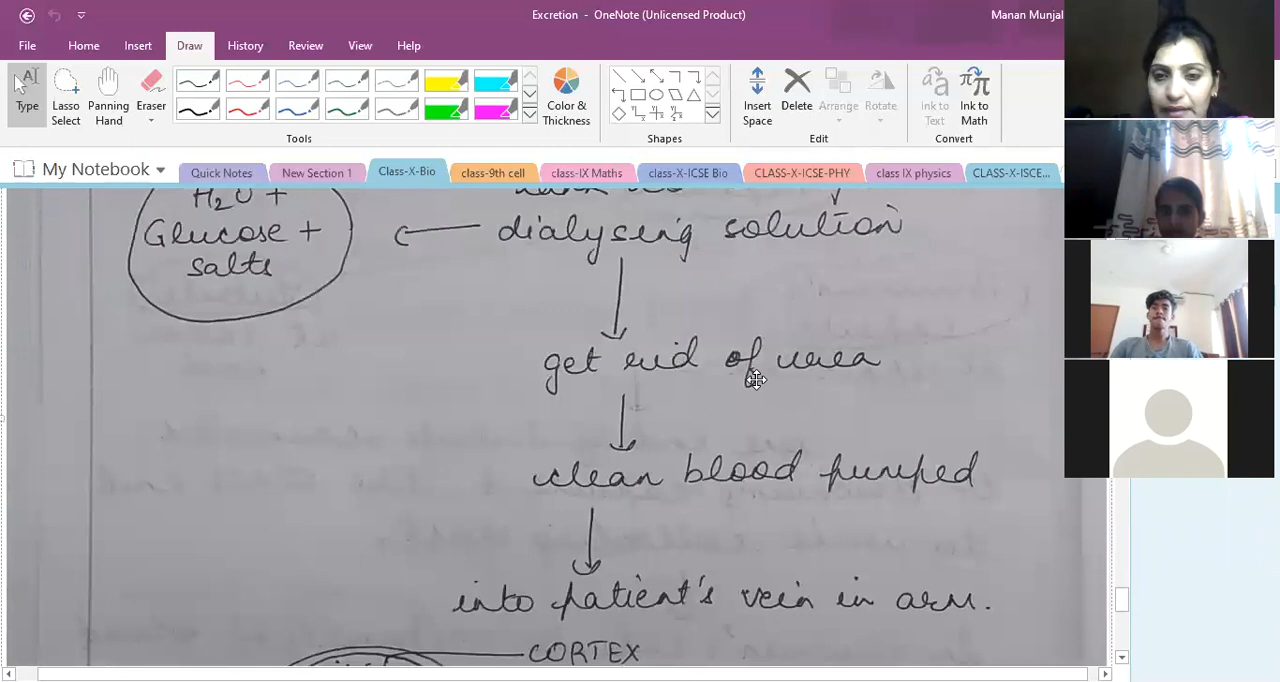 Excretion - OneNote (Unlicensed Product)
Manan Munjal
File Home Insert Draw History Review View Help
Type
Lasso Select
Panning Hand
Eraser
Color & Thickness
Insert Space
Delete
Arrange
Rotate
Ink to Text
Ink to Math
Tools
Shapes
Edit
Convert
My Notebook
Quick Notes
New Section 1
Class-X-Bio
class-9th cell
class-IX Maths
class-X-ICSE Bio
CLASS-X-ICSE-PHY
class IX physics
CLASS-X-ISCE...
H2O +
Glucose +
salts
dialysing solution
get rid of urea
clean blood pumped
into patient's vein in arm.
CORTEX